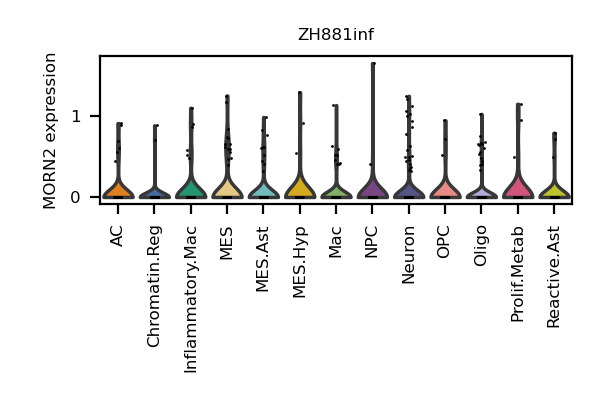 ZH881inf
MORN2 expression
1
0
AC
Chromatin.Reg
Inflammatory.Mac
MES
MES.Ast
MES.Hyp
Mac
NPC
Neuron
OPC
Oligo
Prolif.Metab
Reactive.Ast